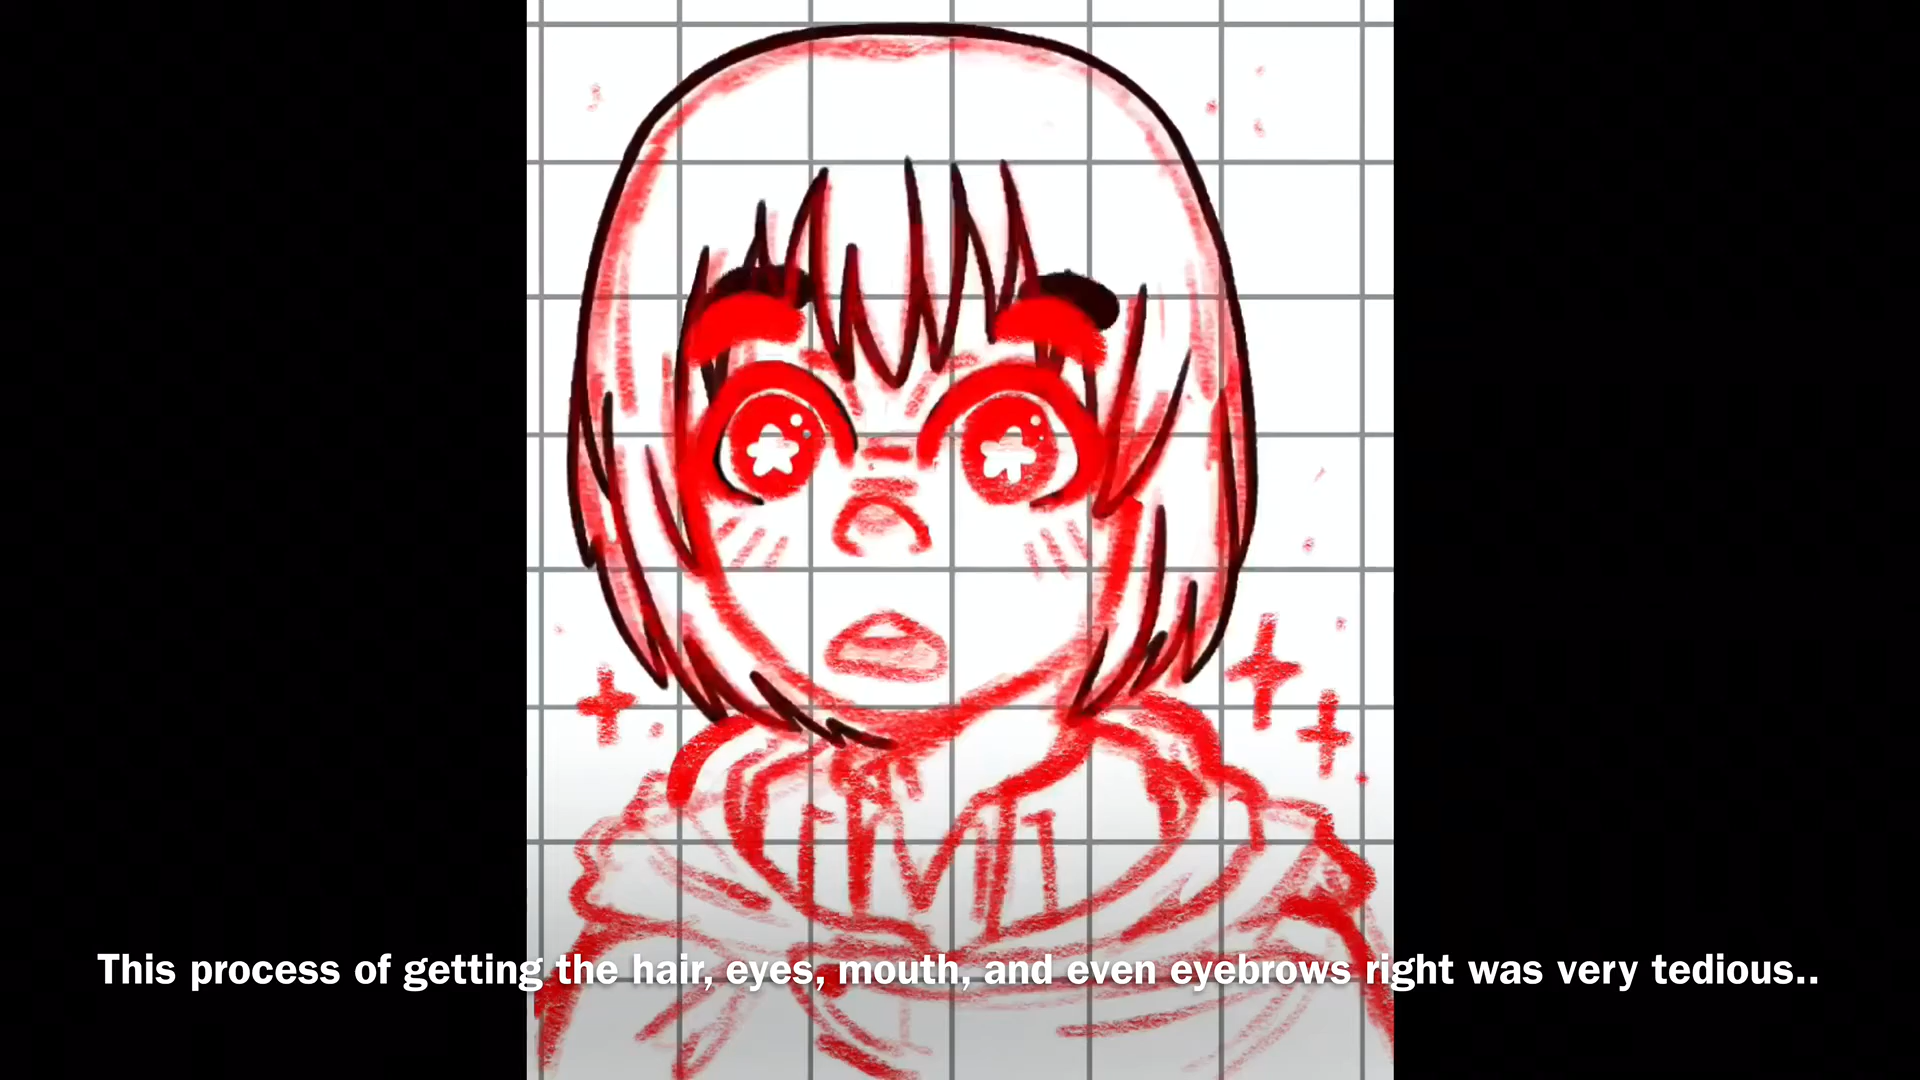 This process of getting the hair, eyes, mouth, and even eyebrows right was very tedious..